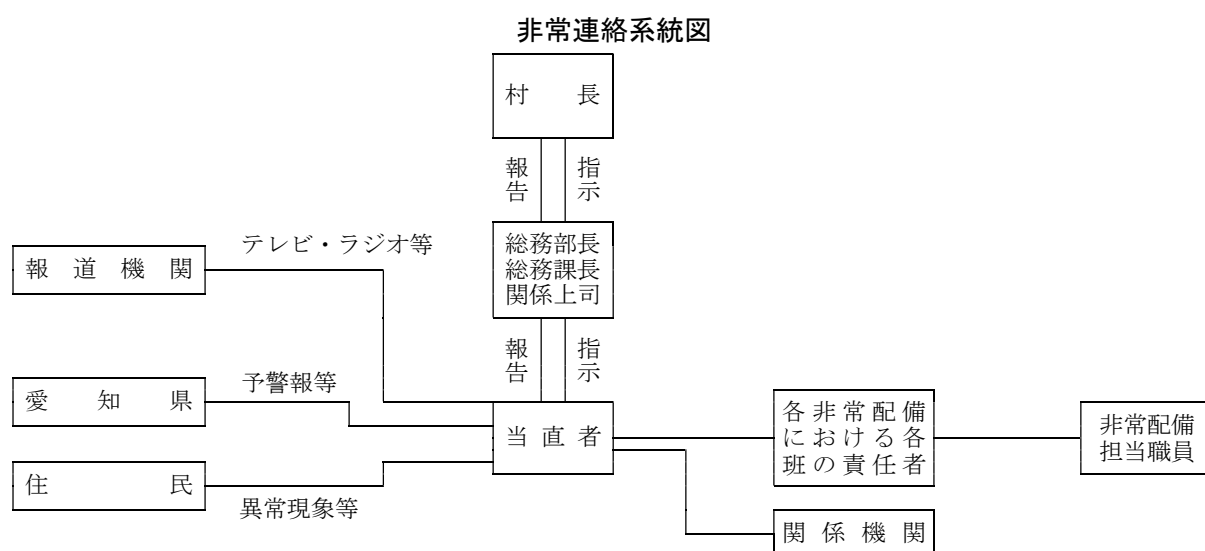 非常連絡系統図
村長
報告
指示
総務部長
総務課長
関係上司
テレビ・ラジオ等
報道機関
報告
指示
予警報等
愛知県
当直者
各非常配備
における各
班の責任者
非常配備
担当職員
住民
異常現象等
関係機関